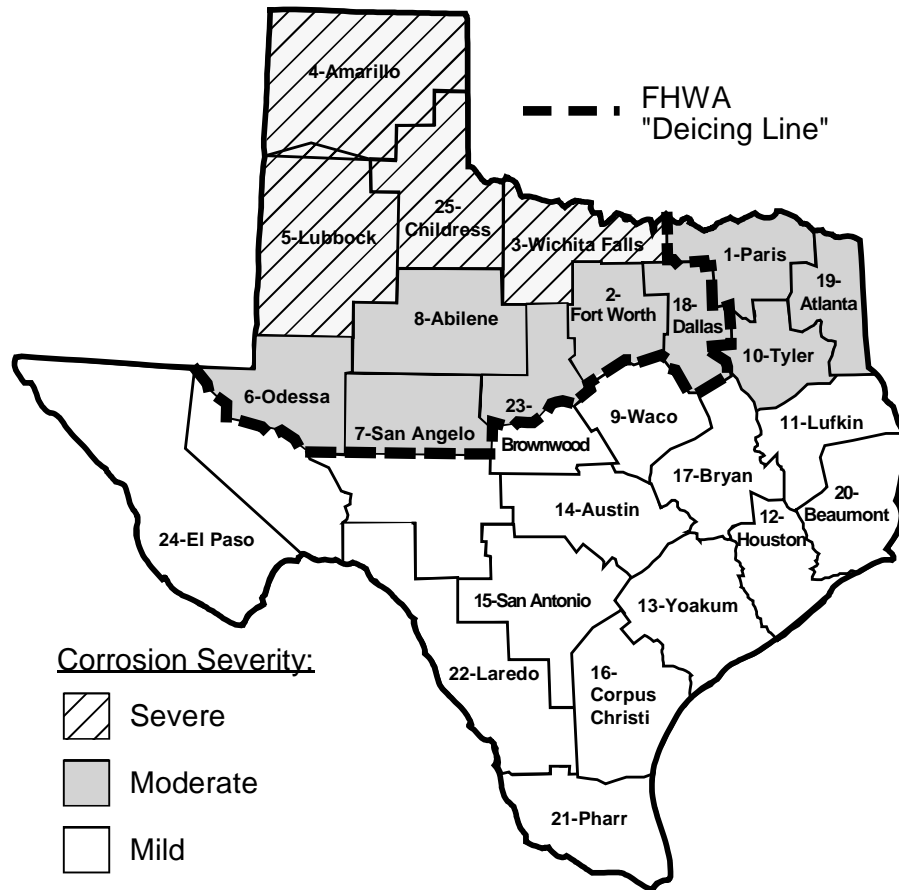 4-Amarillo
FHWA
"Deicing Line"
25-
Childress
5-Lubbock
3-Wichita Falls
1-Paris
19-
Atlanta
2-
Fort Worth
18-
Dallas
8-Abilene
10-Tyler
6-Odessa
23-
Brownwood
9-Waco
7-San Angelo
11-Lufkin
17-Bryan
20-
Beaumont
14-Austin
12-
Houston
24-El Paso
15-San Antonio
13-Yoakum
22-Laredo
16-
Corpus
Christi
21-Pharr
Corrosion Severity:
Severe
Moderate
Mild